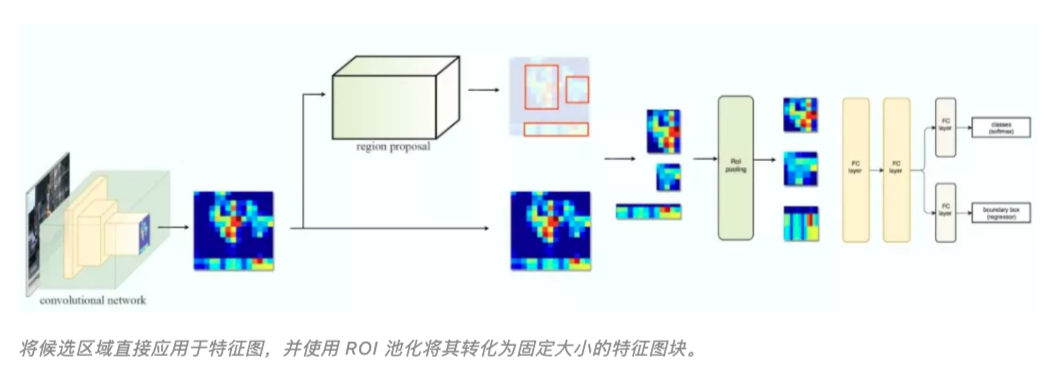 region proposal
convolutional network
RoI
pooling
FC
layer
FC
layer
FC
layer
classes
(softmax)
FC
layer
boundary box
(regressor)
将候选区域直接应用于特征图，并使用 ROI 池化将其转化为固定大小的特征图块。